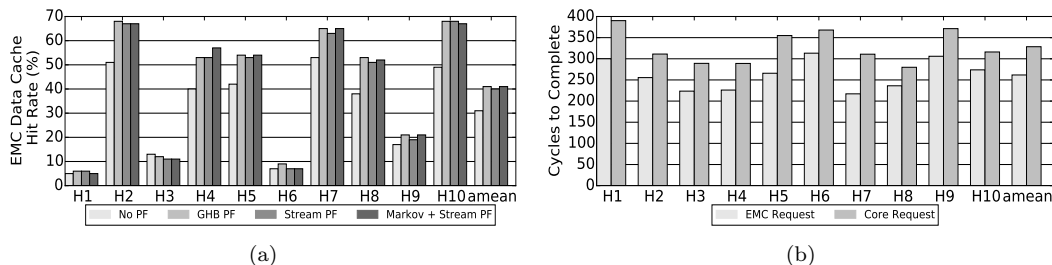 EMC Data Cache
Hit Rate (%)
70
60
50
40
30
20
10
0
H1 H2 H3 H4 H5 H6 H7 H8 H9 H10 amean
No PF GHB PF Stream PF Markov + Stream PF
(a)
Cycles to Complete
400
350
300
250
200
250
100
50
0
H1 H2 H3 H4 H5 H6 H7 H8 H9 H10 amean
EMC Request Core Request
(b)